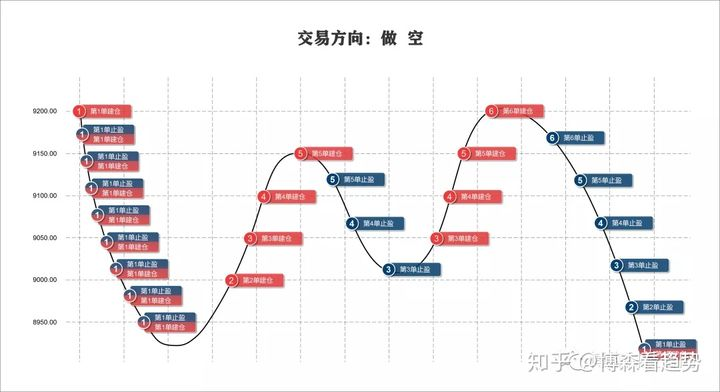 交易方向：做 空
9200.00
9150.00
9100.00
9050.00
9000.00
8950.00
1 第1单建仓
1 第1单止盈
第1单建仓
1 第1单止盈
第1单建仓
1 第1单止盈
第1单建仓
1 第1单止盈
第1单建仓
1 第1单止盈
第1单建仓
1 第1单止盈
第1单建仓
1 第1单止盈
第1单建仓
1 第1单止盈
第1单建仓
2 第2单建仓
3 第3单建仓
4 第4单建仓
5 第5单建仓
5 第5单止盈
4 第4单止盈
3 第3单止盈
3 第3单建仓
4 第4单建仓
5 第5单建仓
6 第6单建仓
6 第6单止盈
5 第5单止盈
4 第4单止盈
3 第3单止盈
2 第2单止盈
1 第1单止盈
知乎 @博森看趋势